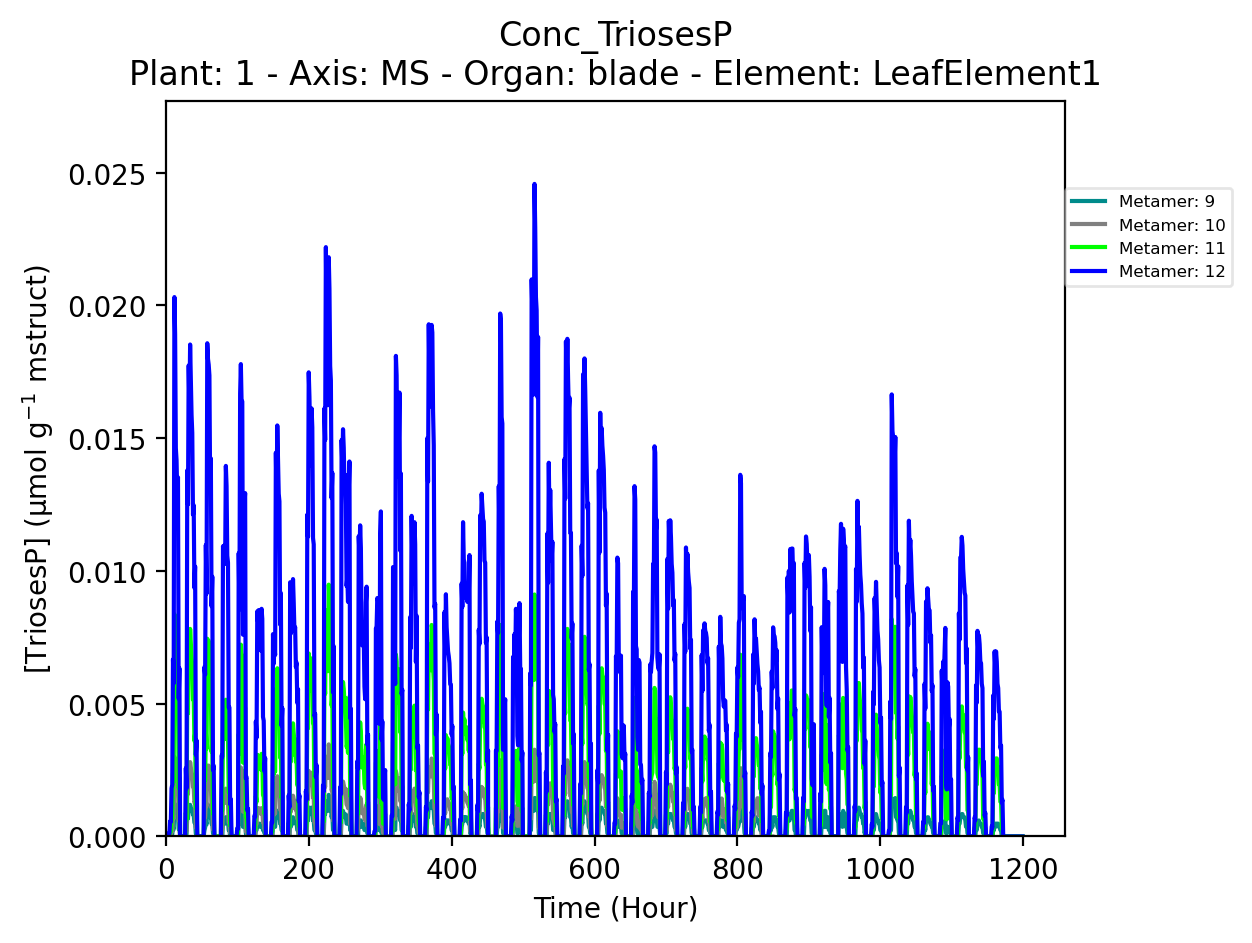 Conc_TriosesP
Plant: 1 - Axis: MS - Organ: blade - Element: LeafElement1
0.025
0.020
0.015
0.010
0.005
0.000
[TriosesP] (µmol g⁻¹ mstruct)
Metamer: 9
Metamer: 10
Metamer: 11
Metamer: 12
0 200 400 600 800 1000 1200
Time (Hour)